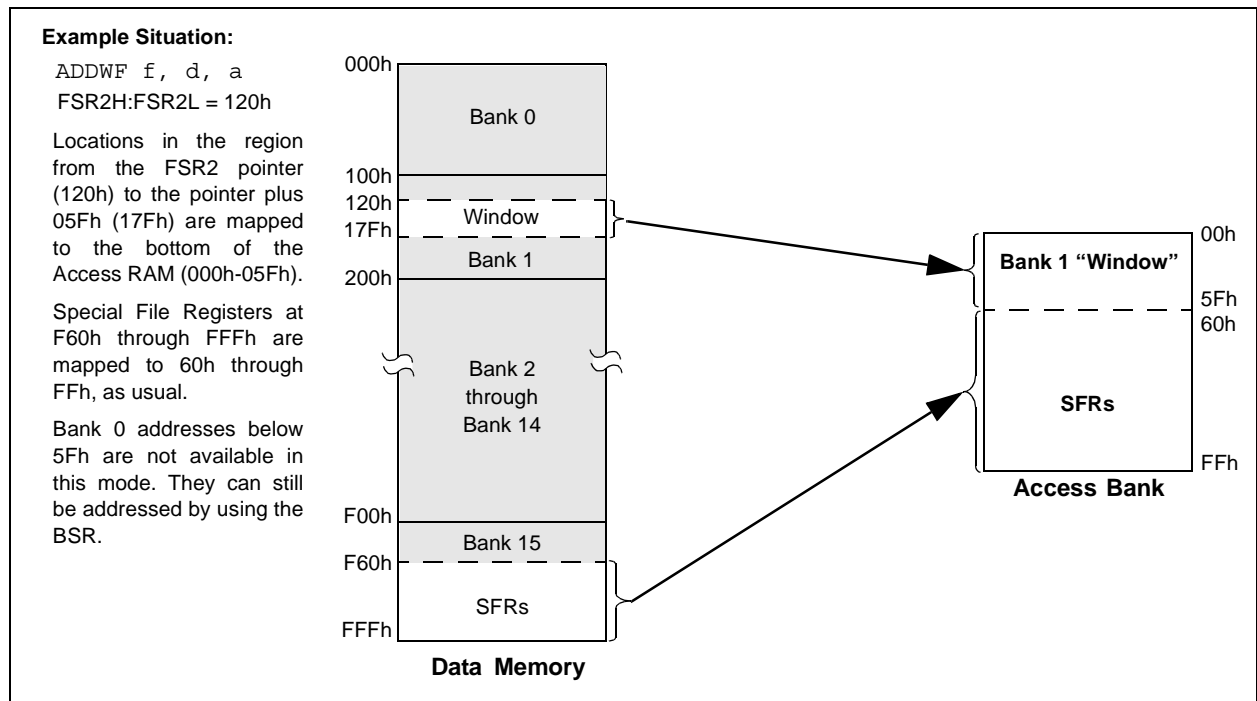 Example Situation:
ADDWF f, d, a
FSR2H:FSR2L = 120h
Locations in the region
from the FSR2 pointer
(120h) to the pointer plus
05Fh (17Fh) are mapped
to the bottom of the
Access RAM (000h-05Fh).
Special File Registers at
F60h through FFFh are
mapped to 60h through
FFh, as usual.
Bank 0 addresses below
5Fh are not available in
this mode. They can still
be addressed by using the
BSR.
000h
Bank 0
100h
120h
Window
17Fh
Bank 1
200h
Bank 2
through
Bank 14
F00h
Bank 15
F60h
SFRs
FFFh
Data Memory
00h
Bank 1 “Window”
5Fh
60h
SFRs
FFh
Access Bank